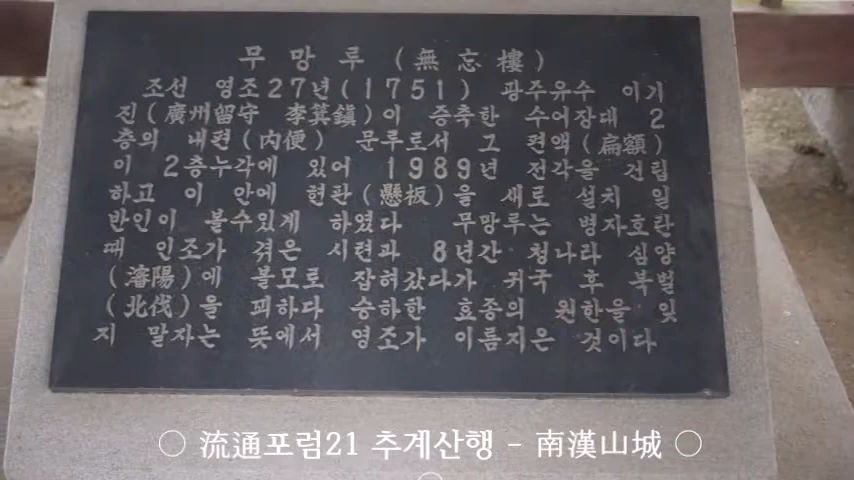 무망루 (無忘樓)
조선 영조27년(1751) 광주유수 이기
진(廣州留守 李箕鎭)이 증축한 수어장대 2
층의 내편(內便) 문루로서 그 편액(扁額)
이 2층누각에 있어 1989년 전각을 건립
하고 이 안에 현판(懸板)을 새로 설치 일
반인이 볼수있게 하였다 무망루는 병자호란
때 인조가 겪은 시련과 8년간 청나라 심양
(瀋陽)에 볼모로 잡혀갔다가 귀국 후 북벌
(北伐)을 꾀하다 승하한 효종의 원한을 잊
지 말자는 뜻에서 영조가 이름지은 것이다
○ 流通포럼21 추계산행 - 南漢山城 ○